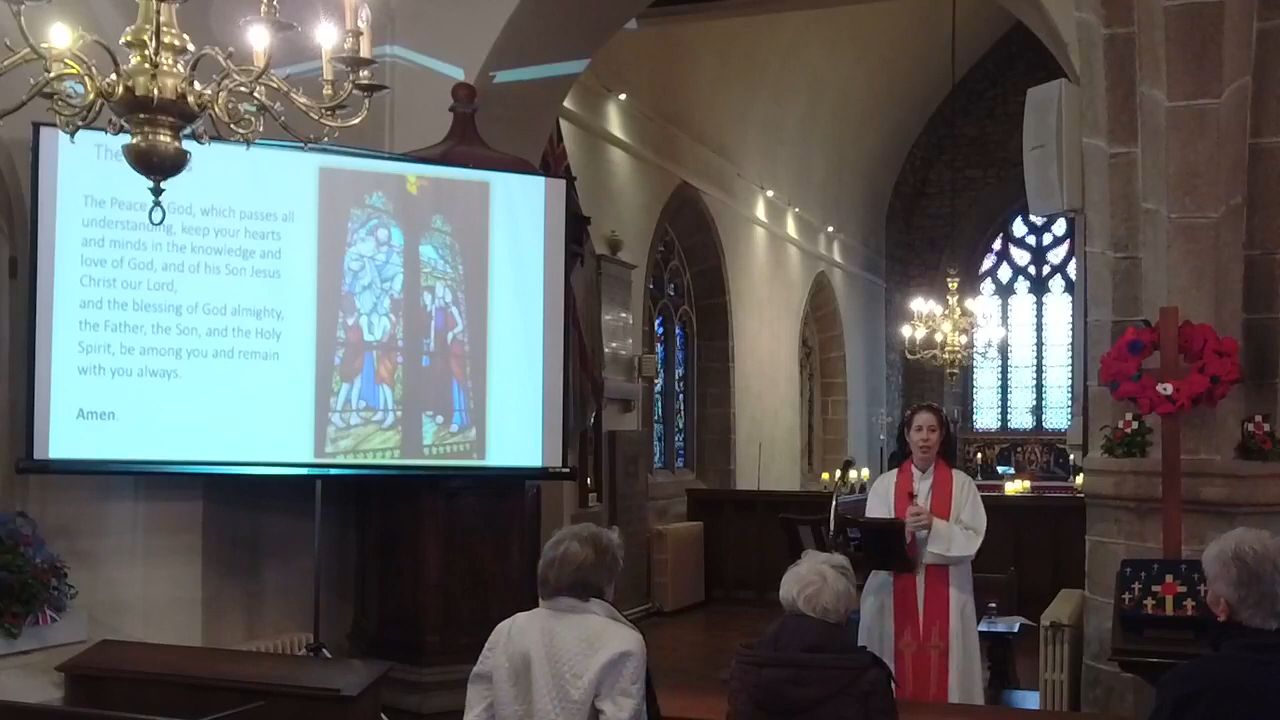 The
The Peace God, which passes all
understanding, keep your hearts
and minds in the knowledge and
love of God, and of his Son Jesus
Christ our Lord,
and the blessing of God almighty,
the Father, the Son, and the Holy
Spirit, be among you and remain
with you always.
Amen.